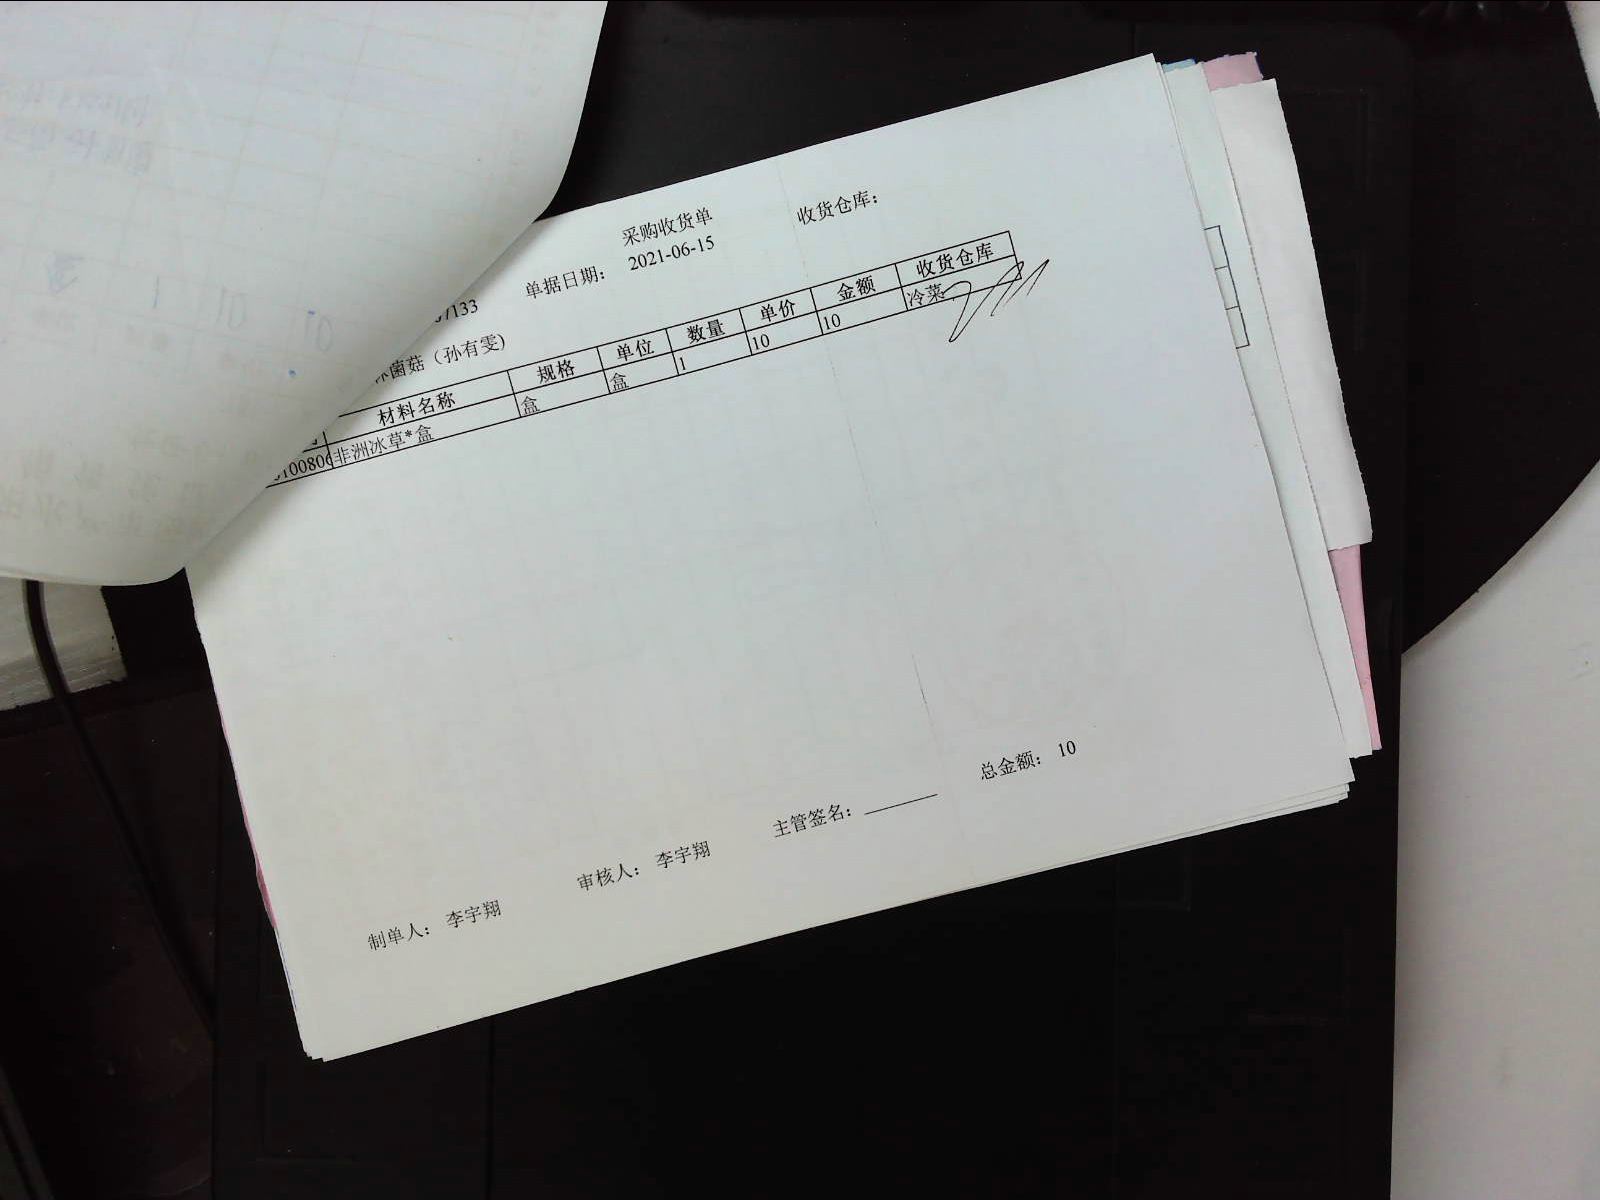 采购收货单
收货仓库：
单据日期： 2021-06-15
7133
菌菇（孙有雯）
材料名称 规格 单位 数量 单价 金额 收货仓库
100806 非洲冰草*盒 盒 盒 1 10 10 冷菜
总金额： 10
制单人： 李宇翔 审核人： 李宇翔 主管签名：